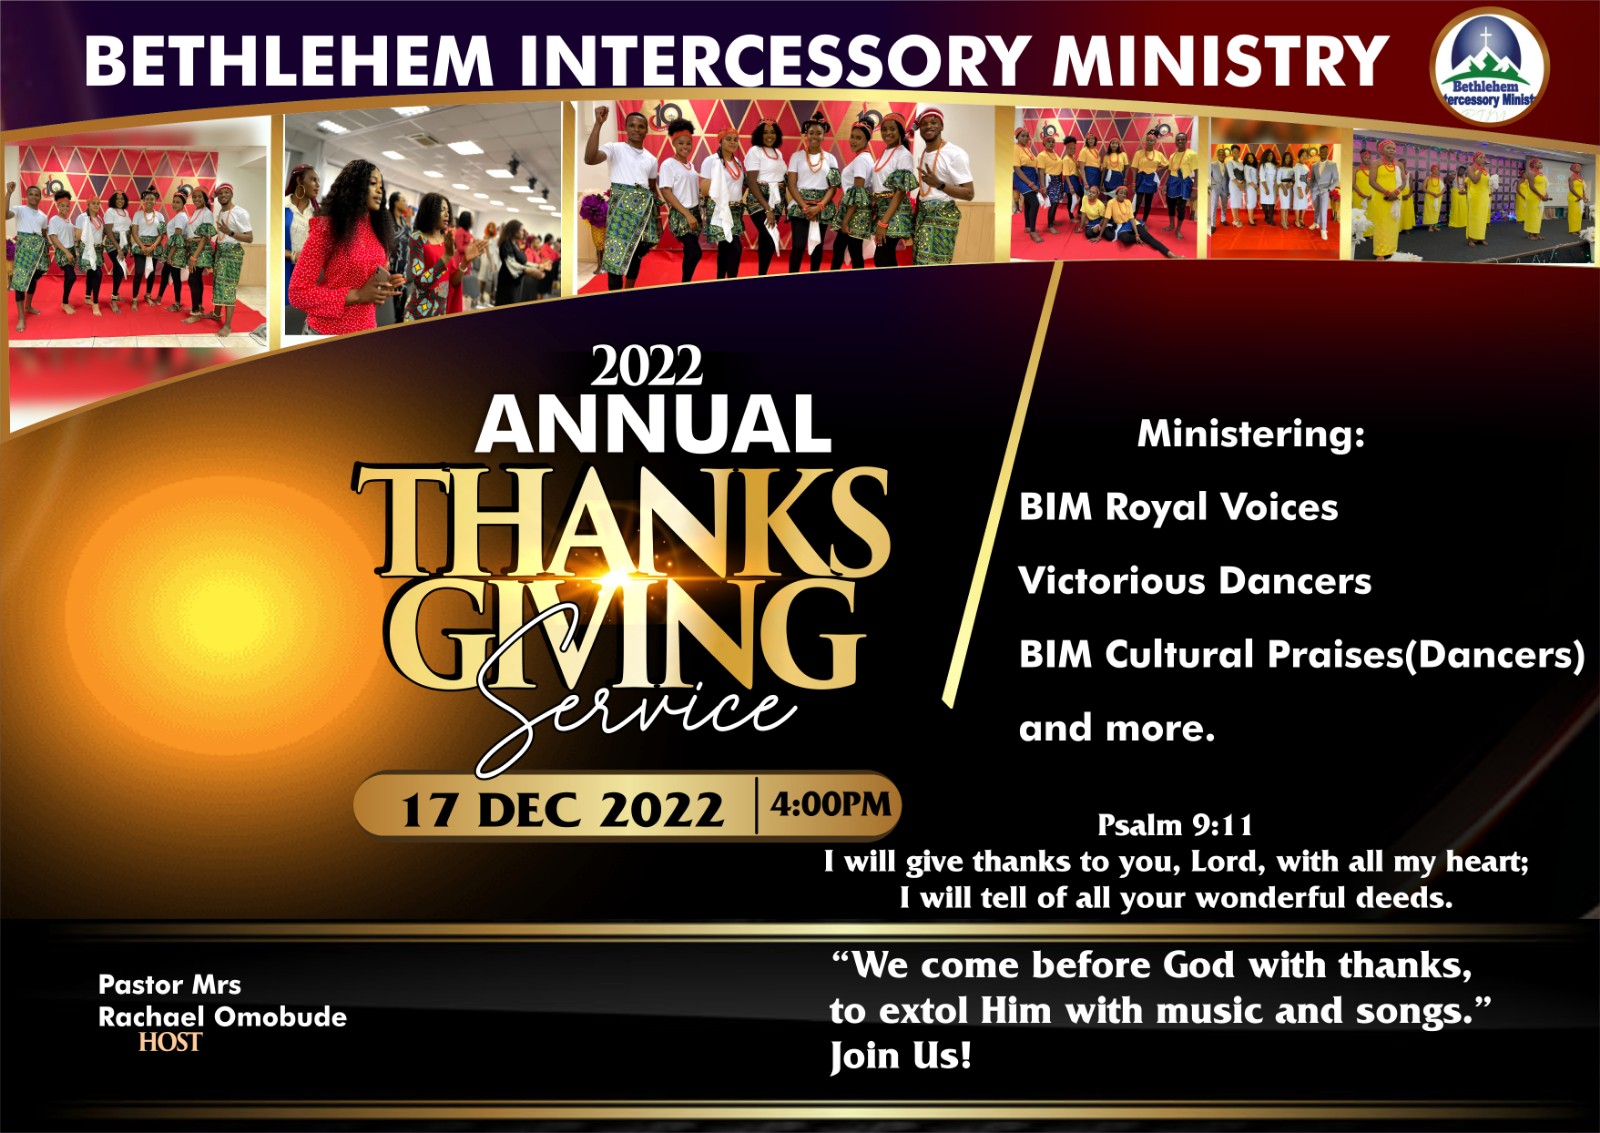 BETHLEHEM INTERCESSORY MINISTRY
Bethlehem
tercessory Minist
2022
ANNUAL
THANKS
GIVING
Service
17 DEC 2022 | 4:00PM
Ministering:
BIM Royal Voices
Victorious Dancers
BIM Cultural Praises(Dancers)
and more.
Psalm 9:11
I will give thanks to you, Lord, with all my heart;
I will tell of all your wonderful deeds.
"We come before God with thanks,
to extol Him with music and songs."
Join Us!
Pastor Mrs
Rachael Omobude
HOST